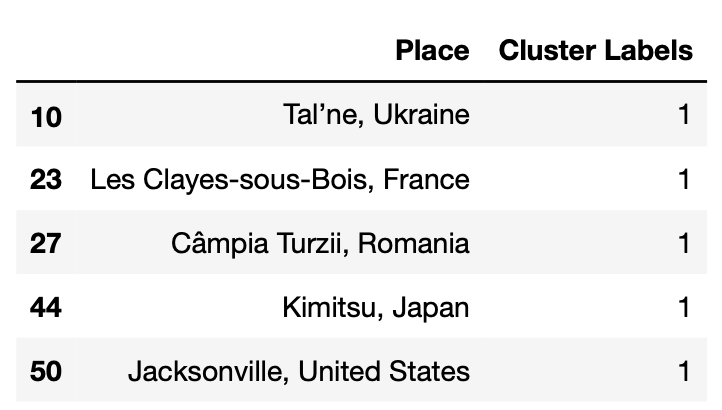 Place Cluster Labels
10 Tal’ne, Ukraine 1
23 Les Clayes-sous-Bois, France 1
27 Câmpia Turzii, Romania 1
44 Kimitsu, Japan 1
50 Jacksonville, United States 1